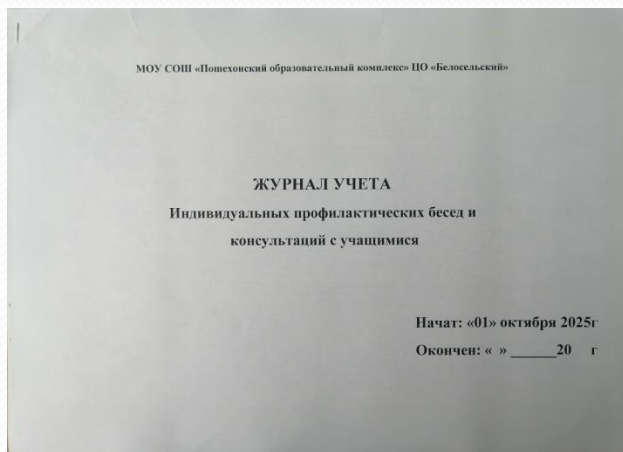 МОУ СОШ «Пошехонский образовательный комплекс» ЦО «Белосельский»
ЖУРНАЛ УЧЕТА
Индивидуальных профилактических бесед и
консультаций с учащимися
Начат: «01» октября 2025г
Окончен: « » ______20 г